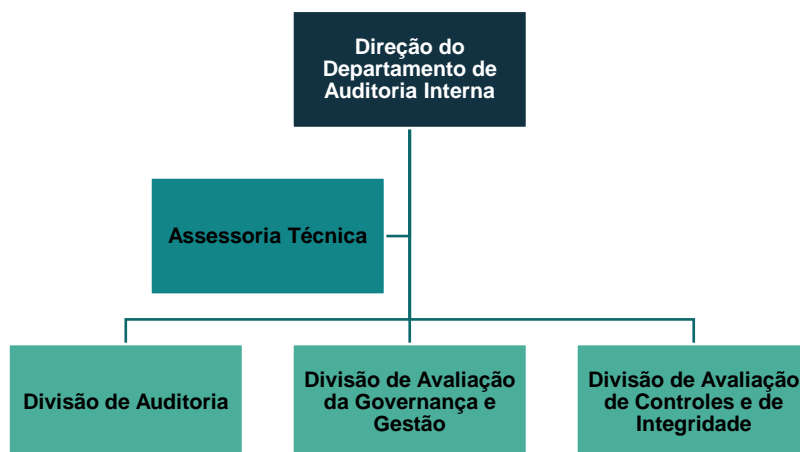 Direção do
Departamento de
Auditoria Interna
Assessoria Técnica
Divisão de Auditoria
Divisão de Avaliação
da Governança e
Gestão
Divisão de Avaliação
de Controles e de
Integridade